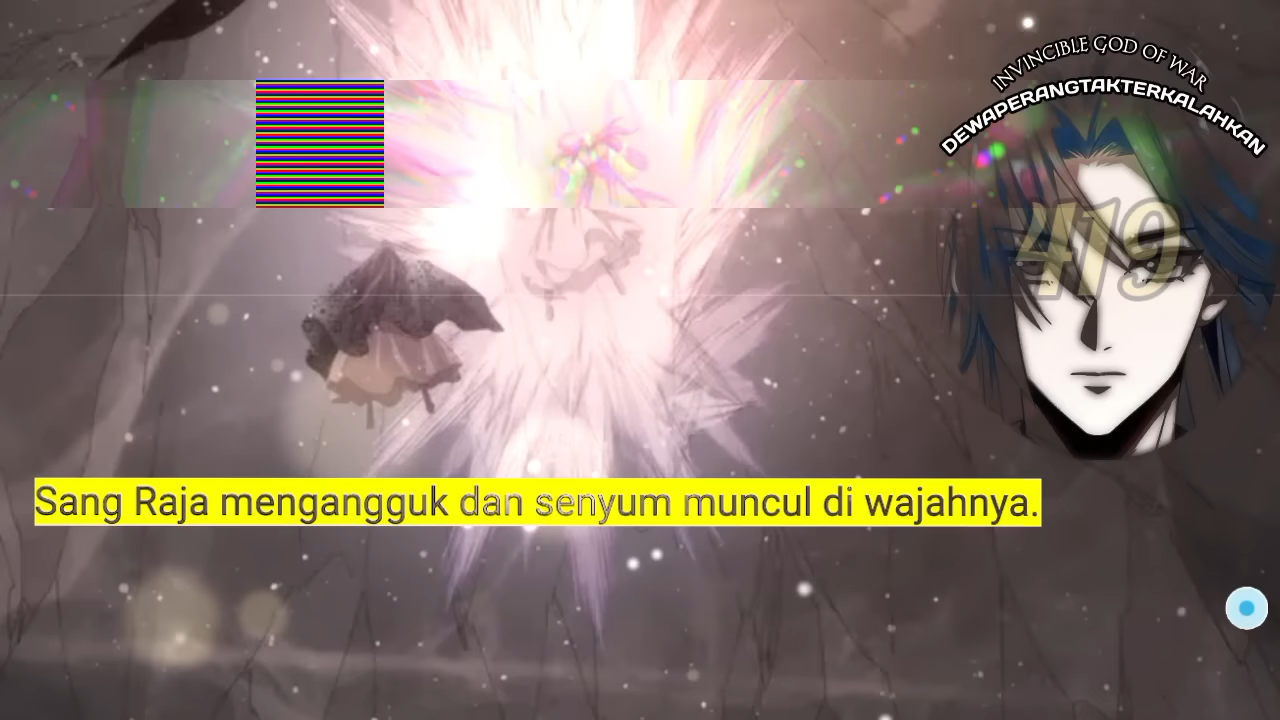 INVINCIBLE GOD OF WAR
DEWAPERANGTAKTERKALAHKAN
419
Sang Raja mengangguk dan senyum muncul di wajahnya.